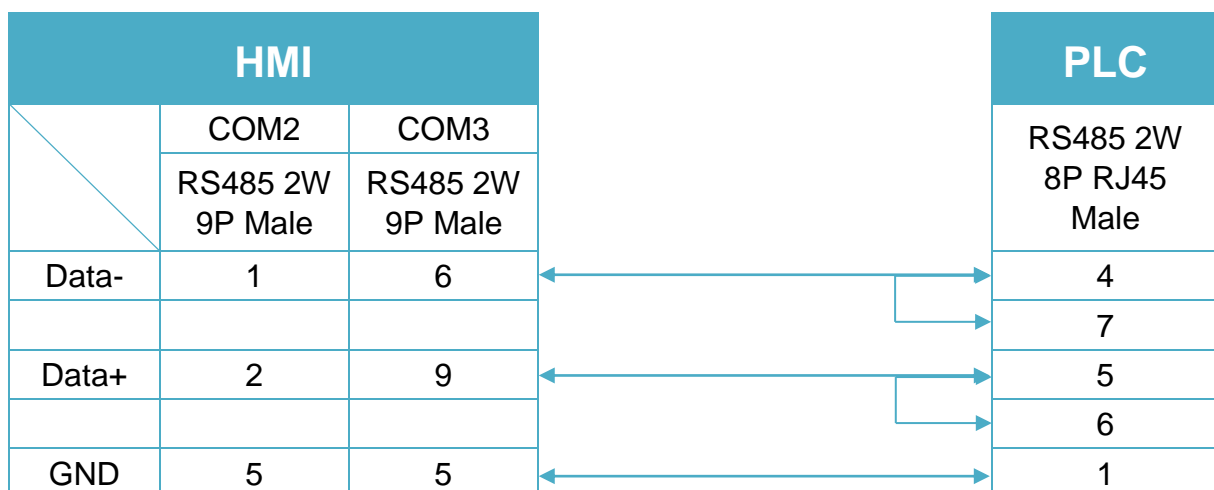 HMI PLC
COM2 COM3
RS485 2W RS485 2W RS485 2W
9P Male 9P Male 8P RJ45
Male
Data- 1 6 4
7
Data+ 2 9 5
6
GND 5 5 1